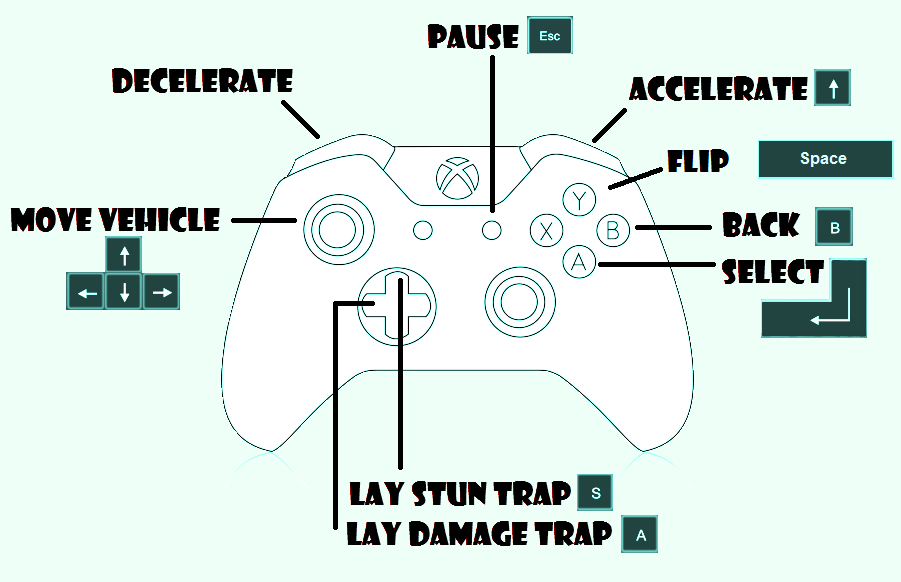 PAUSE Esc
DECELERATE
ACCELERATE ↑
FLIP Space
MOVE VEHICLE
Y
X B
BACK B
A
SELECT
↑
← ↓ →
LAY STUN TRAP S
LAY DAMAGE TRAP A